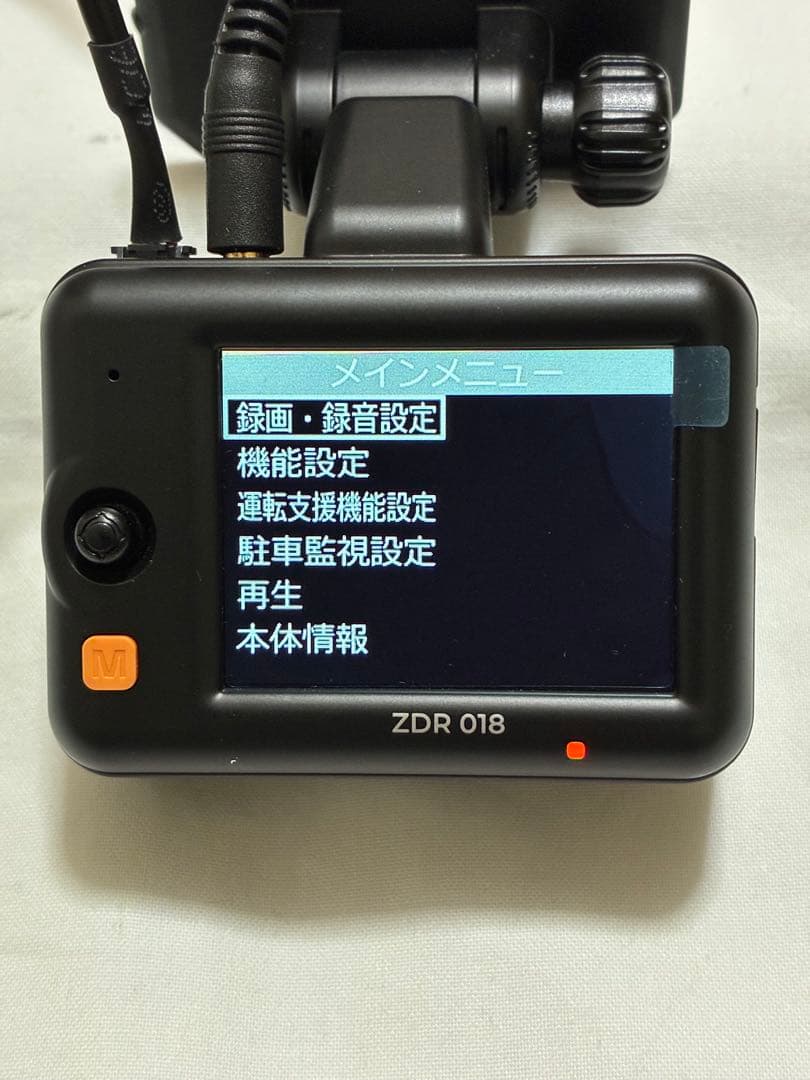 メインメニュー
録画・録音設定
機能設定
運転支援機能設定
駐車監視設定
再生
本体情報
M
ZDR 018